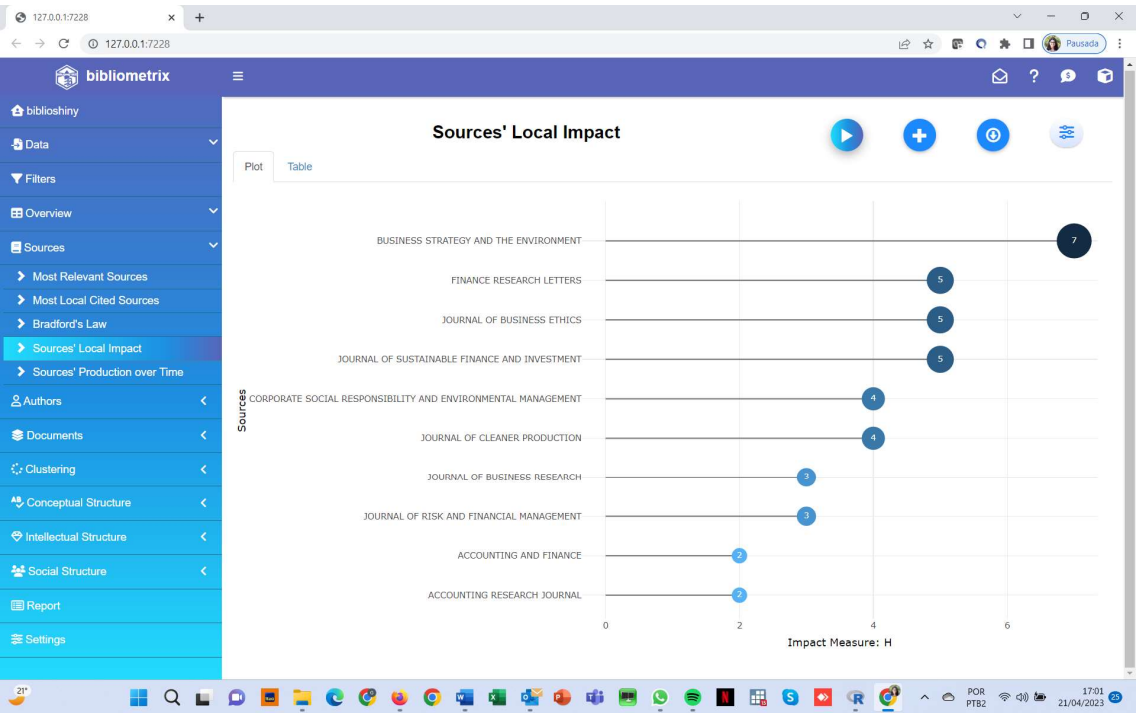 127.0.0.1:7228
127.0.0.1:7228
Pausada
bibliometrix
biblioshiny
Data
Filters
Overview
Sources
Most Relevant Sources
Most Local Cited Sources
Bradford's Law
Sources' Local Impact
Sources' Production over Time
Authors
Documents
Clustering
Conceptual Structure
Intellectual Structure
Social Structure
Report
Settings
Sources' Local Impact
Plot Table
Sources
BUSINESS STRATEGY AND THE ENVIRONMENT 7
FINANCE RESEARCH LETTERS 5
JOURNAL OF BUSINESS ETHICS 5
JOURNAL OF SUSTAINABLE FINANCE AND INVESTMENT 5
CORPORATE SOCIAL RESPONSIBILITY AND ENVIRONMENTAL MANAGEMENT 4
JOURNAL OF CLEANER PRODUCTION 4
JOURNAL OF BUSINESS RESEARCH 3
JOURNAL OF RISK AND FINANCIAL MANAGEMENT 3
ACCOUNTING AND FINANCE 2
ACCOUNTING RESEARCH JOURNAL 2
0 2 4 6
Impact Measure: H
21°
POR
PTB2
17:01
21/04/2023
25